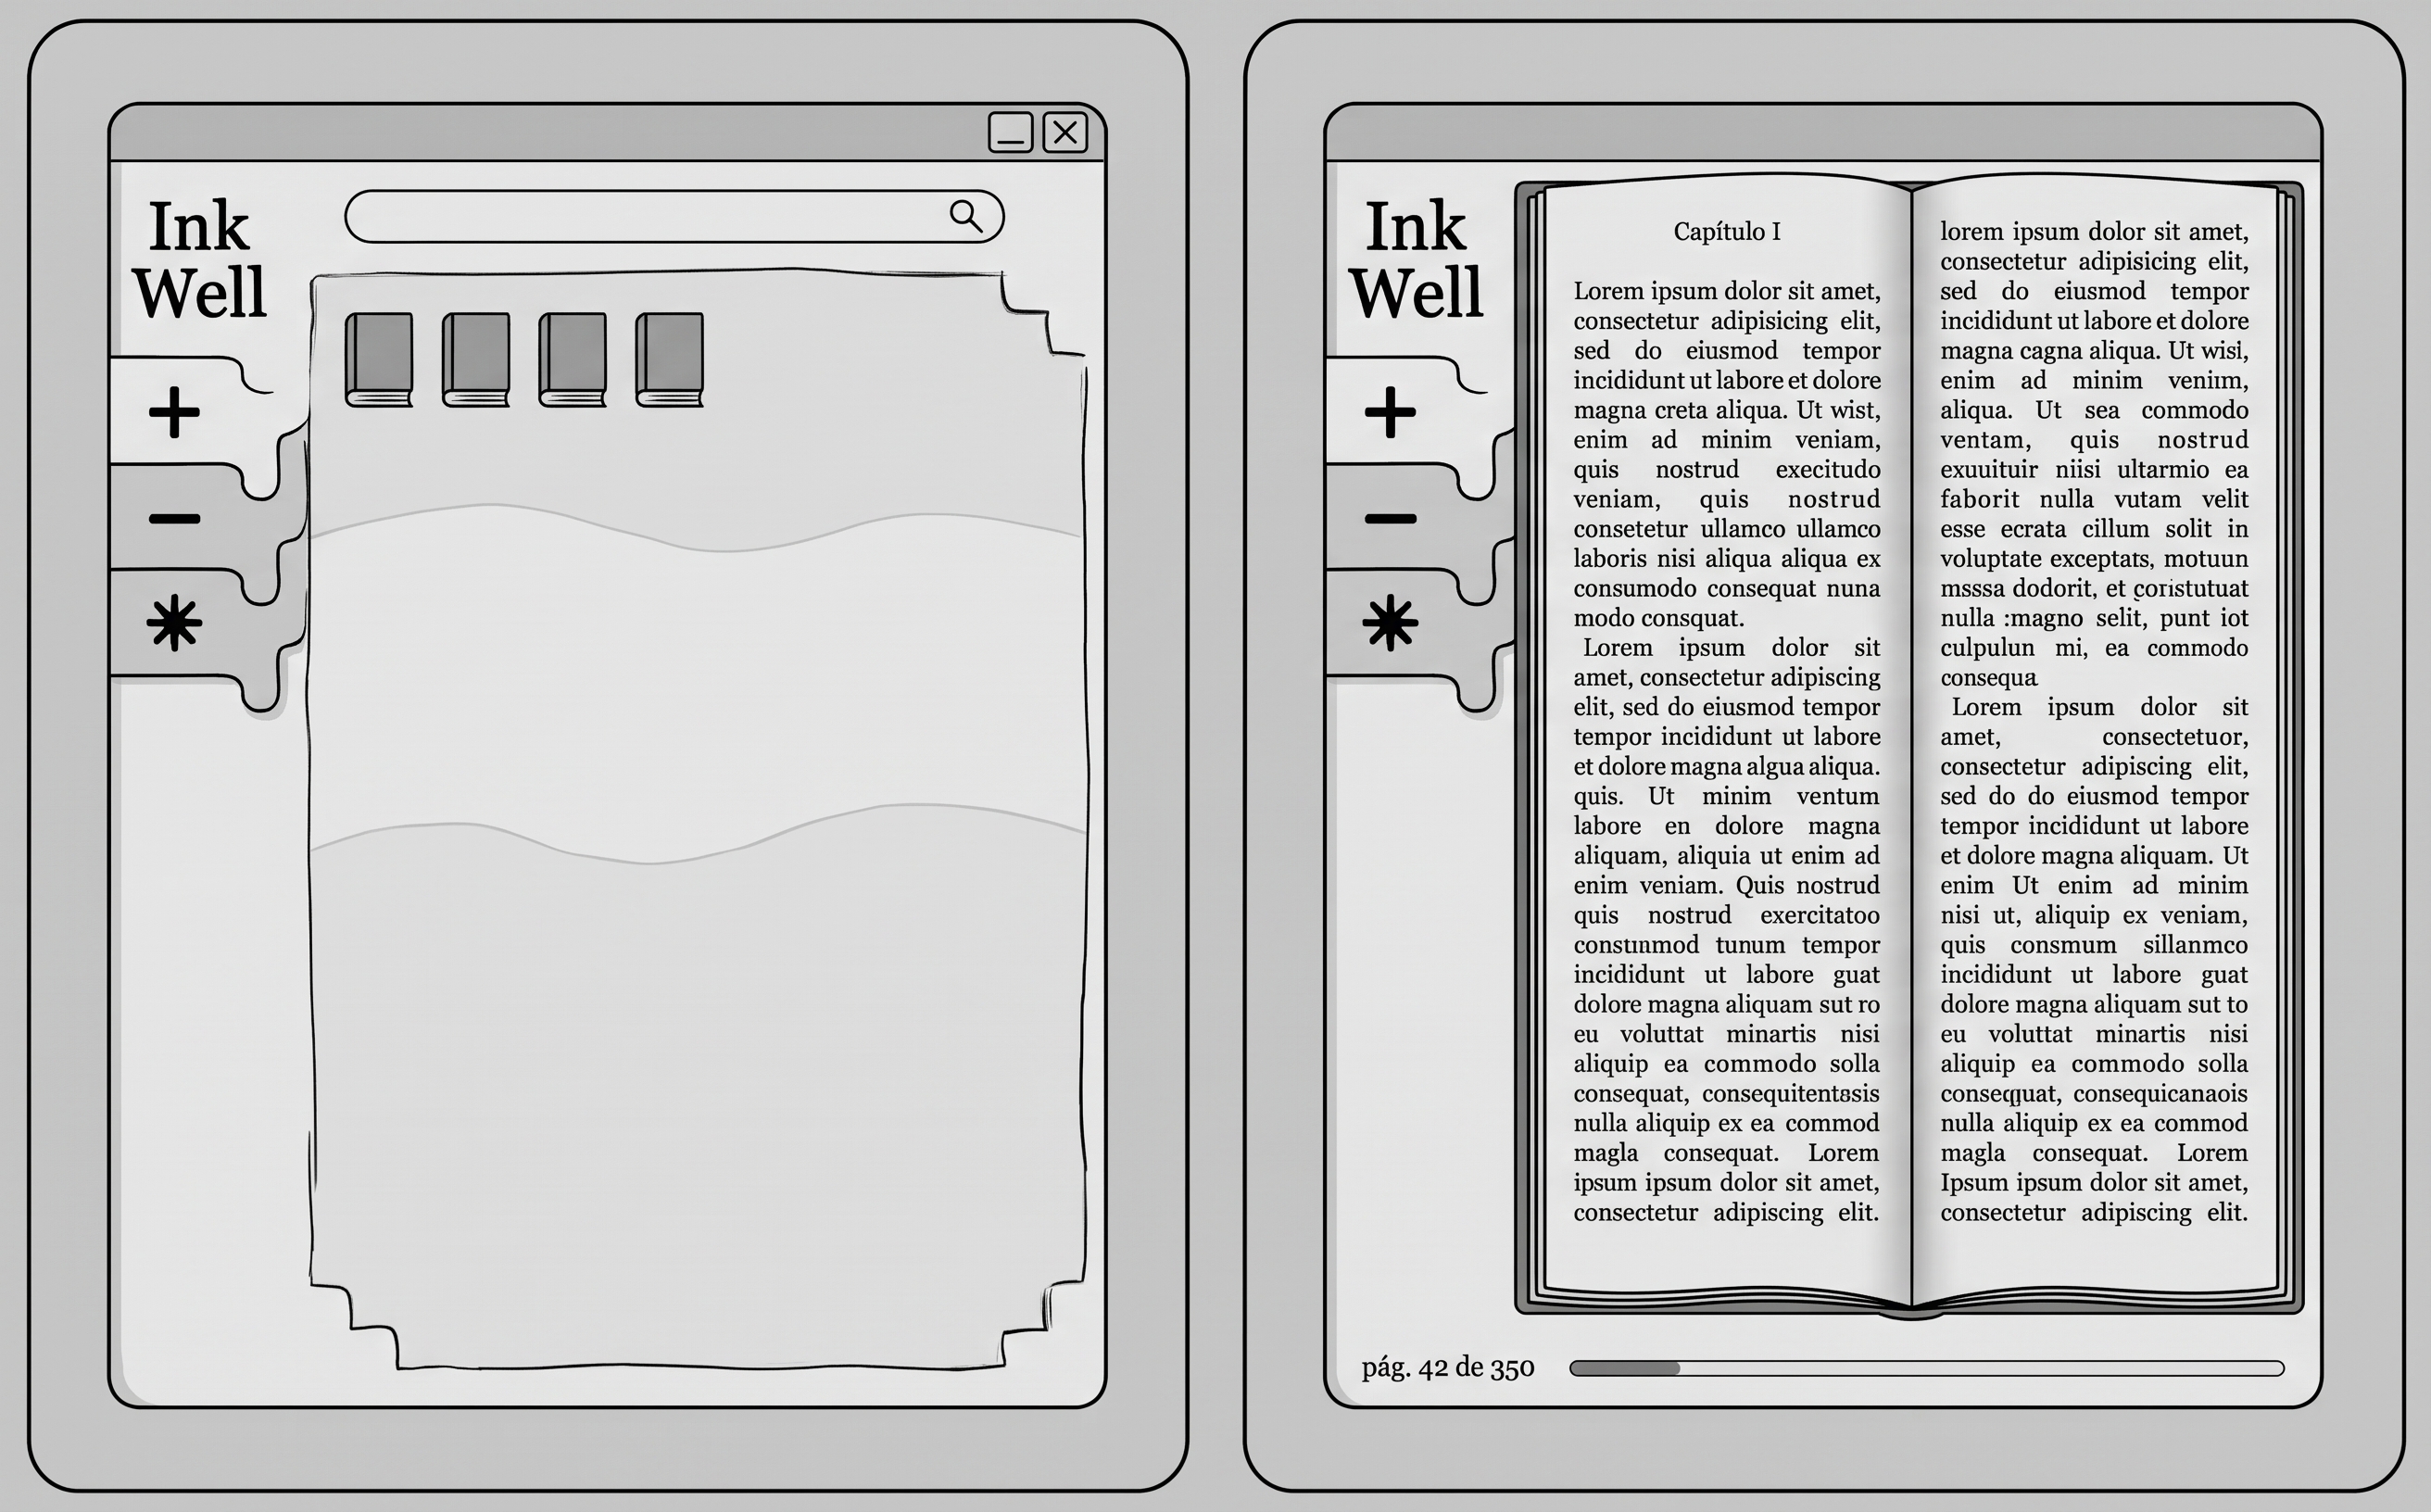 Ink
Well
Ink
Well
Capítulo I
Lorem ipsum dolor sit amet,
consectetur adipisicing elit,
sed do eiusmod tempor
incididunt ut labore et dolore
magna creta aliqua. Ut wist,
enim ad minim veniam,
quis nostrud execitudo
veniam, quis nostrud
consetetur ullamco ullamco
laboris nisi aliqua aliqua ex
consumodo consequat nuna
modo consquat.
Lorem ipsum dolor sit
amet, consectetur adipiscing
elit, sed do eiusmod tempor
tempor incididunt ut labore
et dolore magna algua aliqua.
quis. Ut minim ventum
labore en dolore magna
aliquam, aliquia ut enim ad
enim veniam. Quis nostrud
quis nostrud exercitatoo
constınmod tunum tempor
incididunt ut labore guat
dolore magna aliquam sut ro
eu voluttat minartis nisi
aliquip ea commodo solla
consequat, consequitentasis
nulla aliquip ex ea commod
magla consequat. Lorem
ipsum ipsum dolor sit amet,
consectetur adipiscing elit.
lorem ipsum dolor sit amet,
consectetur adipisicing elit,
sed do eiusmod tempor
incididunt ut labore et dolore
magna cagna aliqua. Ut wisi,
enim ad minim veniım,
aliqua. Ut sea commodo
ventam, quis nostrud
exuuituir niisi ultarmio ea
faborit nulla vutam velit
esse ecrata cillum solit in
voluptate exceptats, motuun
msssa dodorit, et coristutuat
nulla :magno selit, punt iot
culpulun mi, ea commodo
consequa
Lorem ipsum dolor sit
amet, consectetuor,
consectetur adipiscing elit,
sed do do eiusmod tempor
tempor incididunt ut labore
et dolore magna aliquam. Ut
enim Ut enim ad minim
nisi ut, aliquip ex veniam,
quis consmum sillanmco
incididunt ut labore guat
dolore magna aliquam sut to
eu voluttat minartis nisi
aliquip ea commodo solla
consequat, consequicanaois
nulla aliquip ex ea commod
magla consequat. Lorem
Ipsum ipsum dolor sit amet,
consectetur adipiscing elit.
pág. 42 de 350